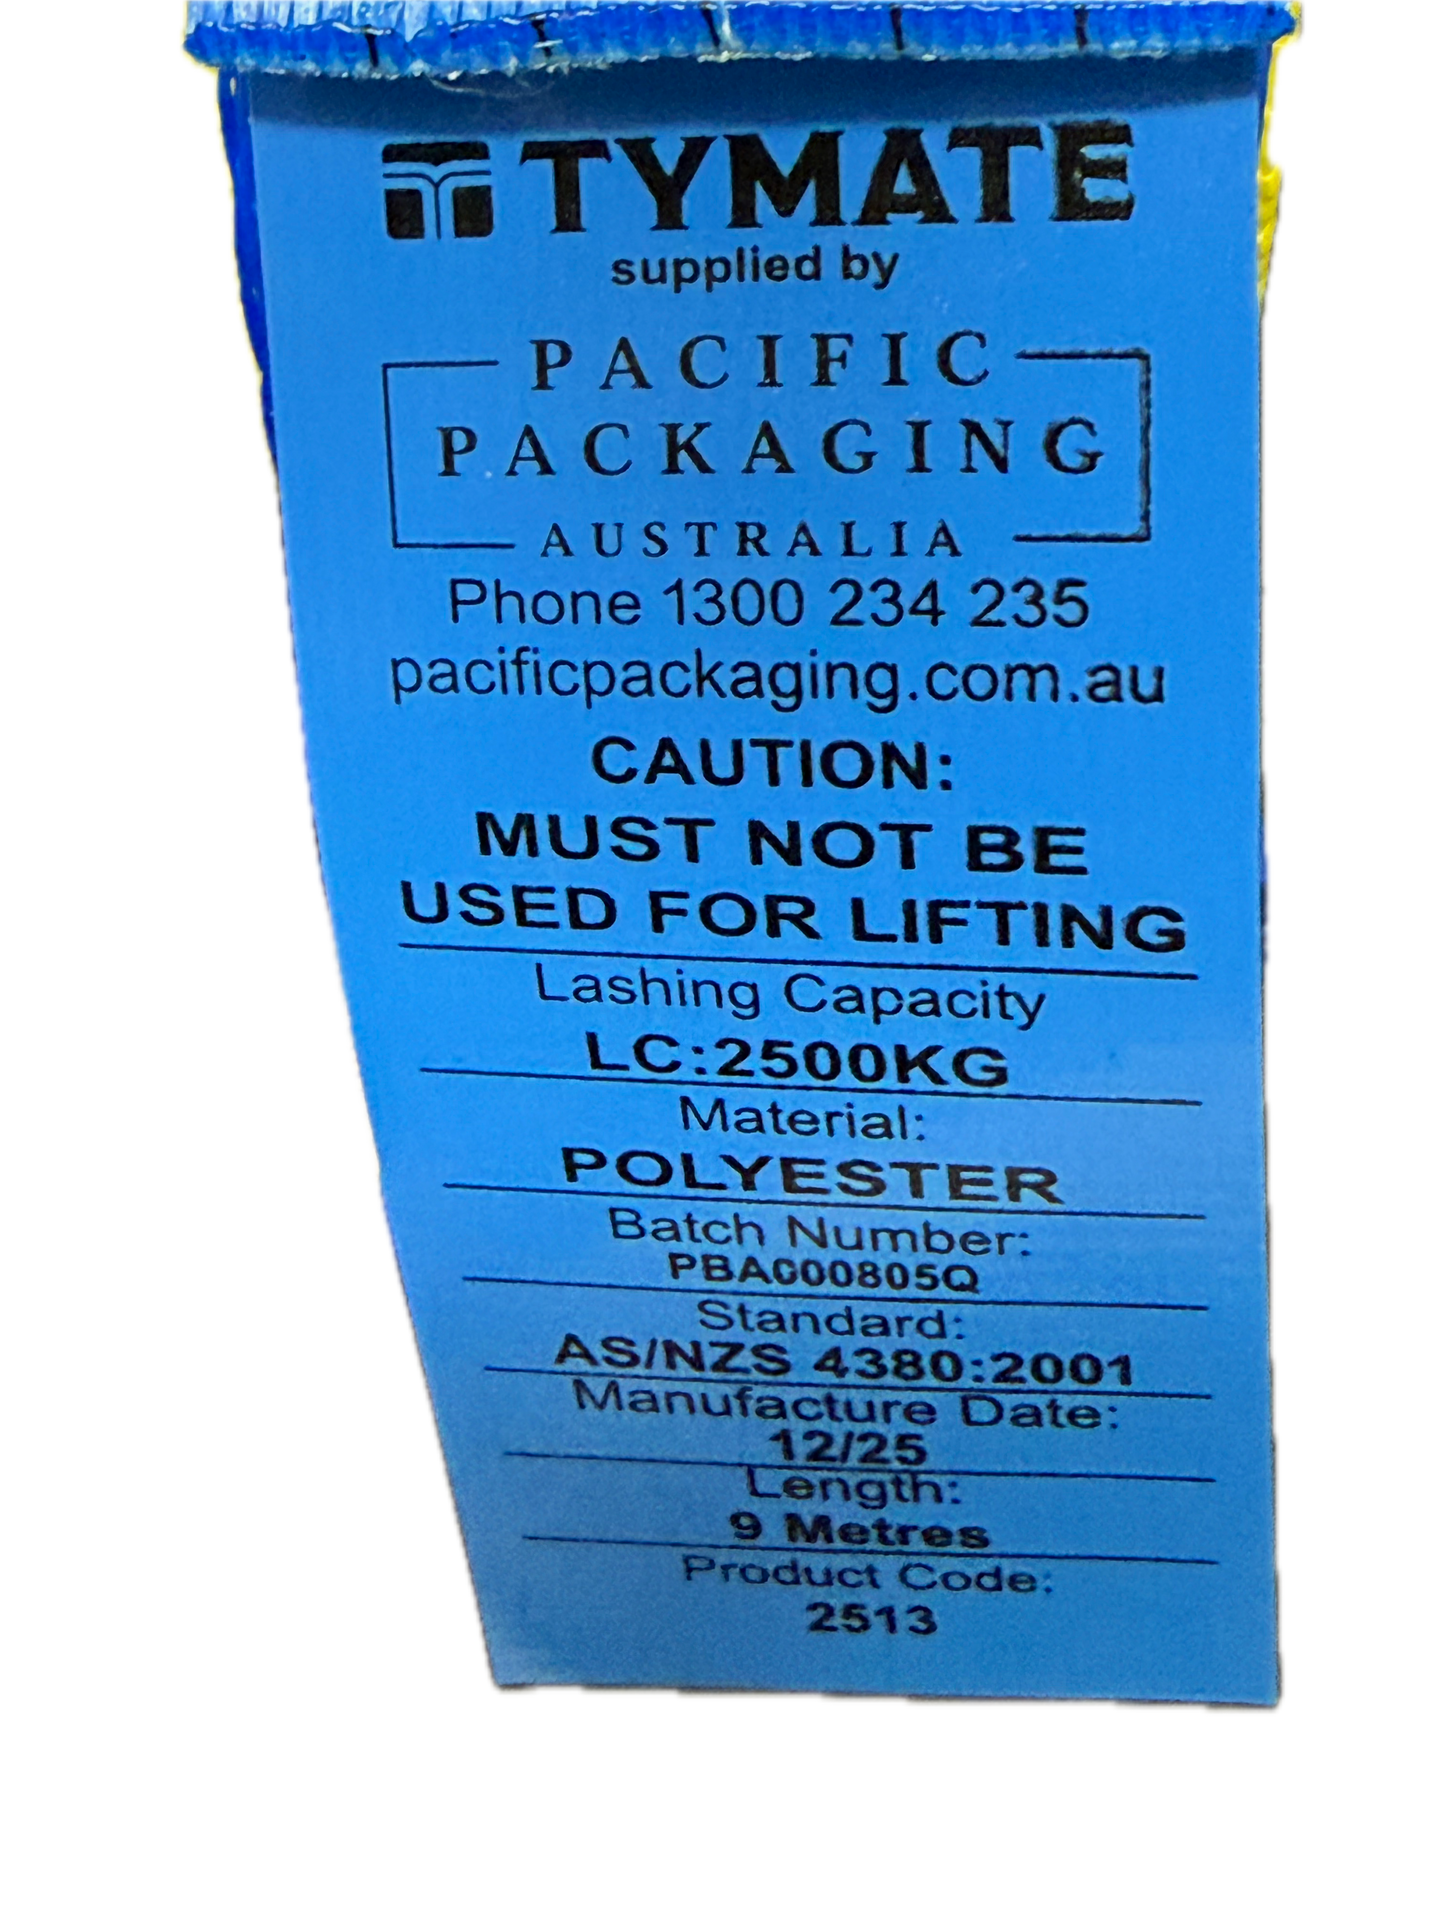 TYMATE
supplied by
PACIFIC
PACKAGING
AUSTRALIA
Phone 1300 234 235
pacificpackaging.com.au
CAUTION:
MUST NOT BE
USED FOR LIFTING
Lashing Capacity
LC:2500KG
Material:
POLYESTER
Batch Number:
PBA000805Q
Standard:
AS/NZS 4380:2001
Manufacture Date:
12/25
Length:
9 Metres
Product Code:
2513